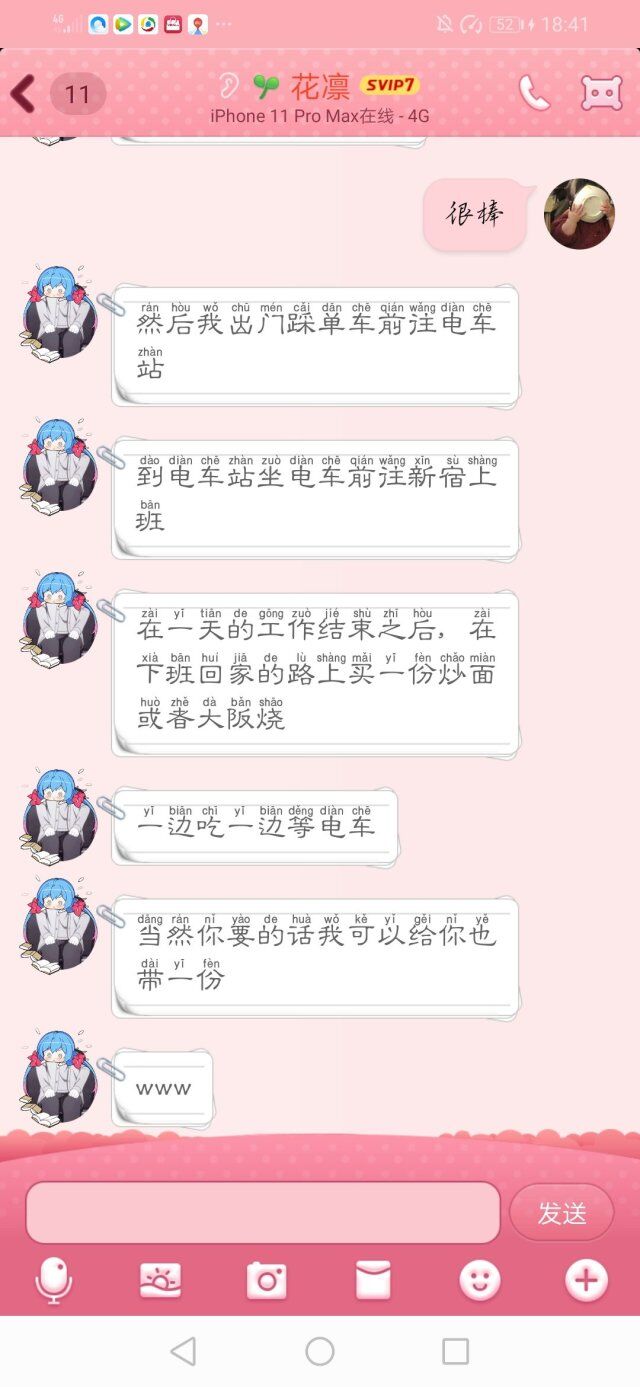 4G
52
18:41
11
花凛 SVIP7
iPhone 11 Pro Max在线 - 4G
很棒
rán hòu wǒ chū mén cǎi dān chē qián wǎng diàn chē
然后我出门踩单车前往电车
zhàn
站
dào diàn chē zhàn zuò diàn chē qián wǎng xīn sù shàng
到电车站坐电车前往新宿上
bān
班
zài yī tiān de gōng zuò jié shù zhī hòu zài
在一天的工作结束之后，在
xià bān huí jiā de lù shàng mǎi yī fèn chǎo miàn
下班回家的路上买一份炒面
huò zhě dà bǎn shāo
或者大阪烧
yī biān chī yī biān děng diàn chē
一边吃一边等电车
dāng rán nǐ yào de huà wǒ kě yǐ gěi nǐ yě
当然你要的话我可以给你也
dài yī fèn
带一份
www
发送